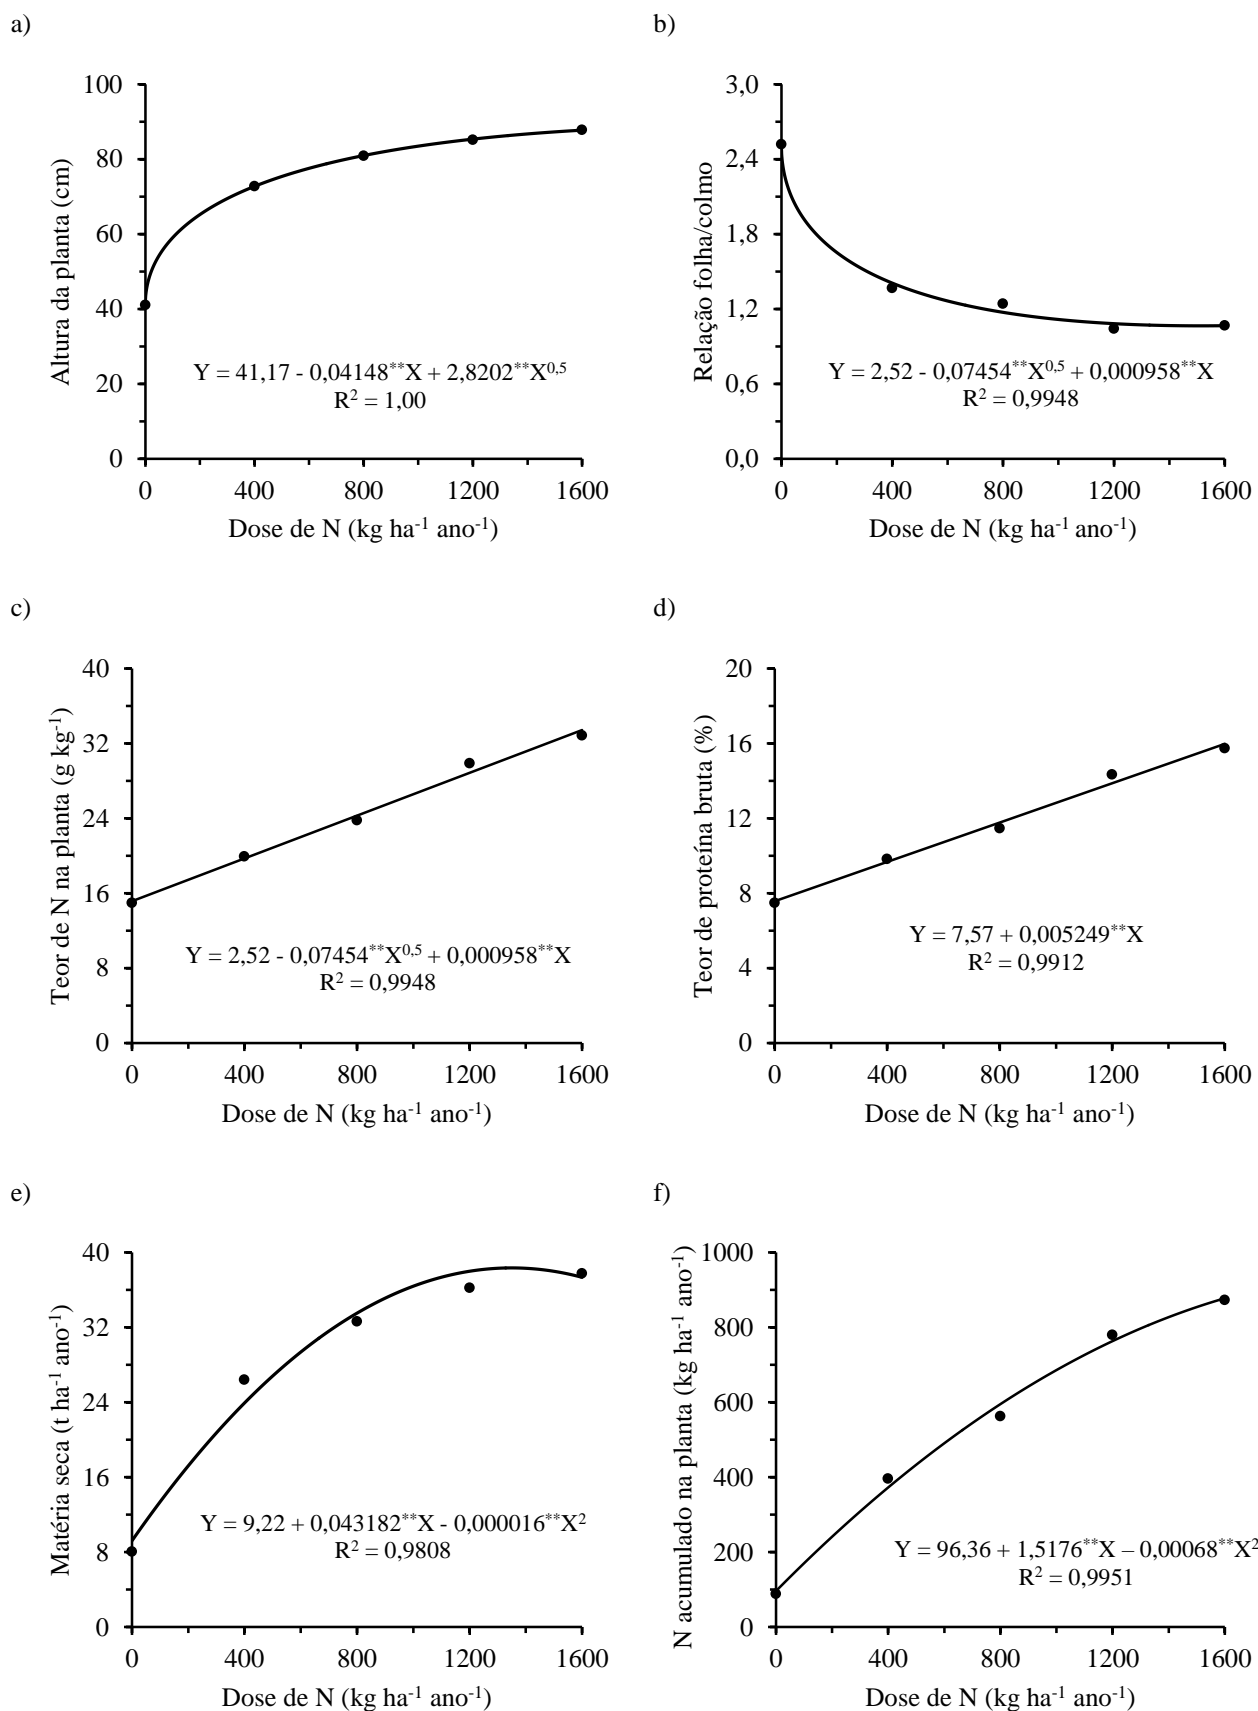 a)
100
80
60
40
20
0
Altura da planta (cm)
Y = 41,17 - 0,04148**X + 2,8202**X^0,5
R² = 1,00
0 400 800 1200 1600
Dose de N (kg ha⁻¹ ano⁻¹)
b)
3,0
2,4
1,8
1,2
0,6
0,0
Relação folha/colmo
Y = 2,52 - 0,07454**X^0,5 + 0,000958**X
R² = 0,9948
0 400 800 1200 1600
Dose de N (kg ha⁻¹ ano⁻¹)
c)
40
32
24
16
8
0
Teor de N na planta (g kg⁻¹)
Y = 2,52 - 0,07454**X^0,5 + 0,000958**X
R² = 0,9948
0 400 800 1200 1600
Dose de N (kg ha⁻¹ ano⁻¹)
d)
20
16
12
8
4
0
Teor de proteína bruta (%)
Y = 7,57 + 0,005249**X
R² = 0,9912
0 400 800 1200 1600
Dose de N (kg ha⁻¹ ano⁻¹)
e)
40
32
24
16
8
0
Matéria seca (t ha⁻¹ ano⁻¹)
Y = 9,22 + 0,043182**X - 0,000016**X²
R² = 0,9808
0 400 800 1200 1600
Dose de N (kg ha⁻¹ ano⁻¹)
f)
1000
800
600
400
200
0
N acumulado na planta (kg ha⁻¹ ano⁻¹)
Y = 96,36 + 1,5176**X – 0,00068**X²
R² = 0,9951
0 400 800 1200 1600
Dose de N (kg ha⁻¹ ano⁻¹)